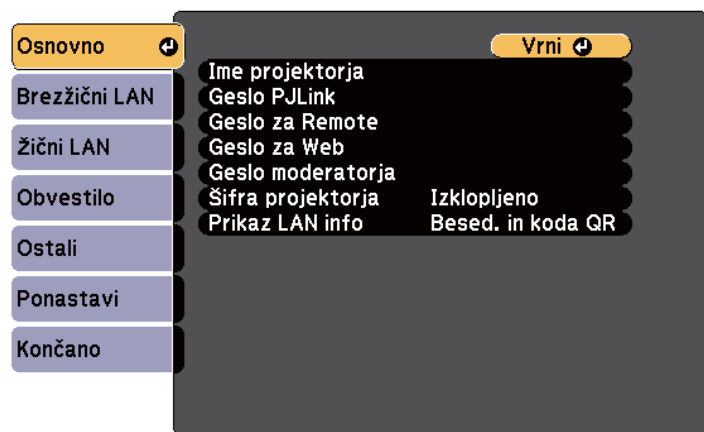 Osnovno
Brezžični LAN
Žični LAN
Obvestilo
Ostali
Ponastavi
Končano
Vrni
Ime projektorja
Geslo PJLink
Geslo za Remote
Geslo za Web
Geslo moderatorja
Šifra projektorja Izklopljeno
Prikaz LAN info Besed. in koda QR